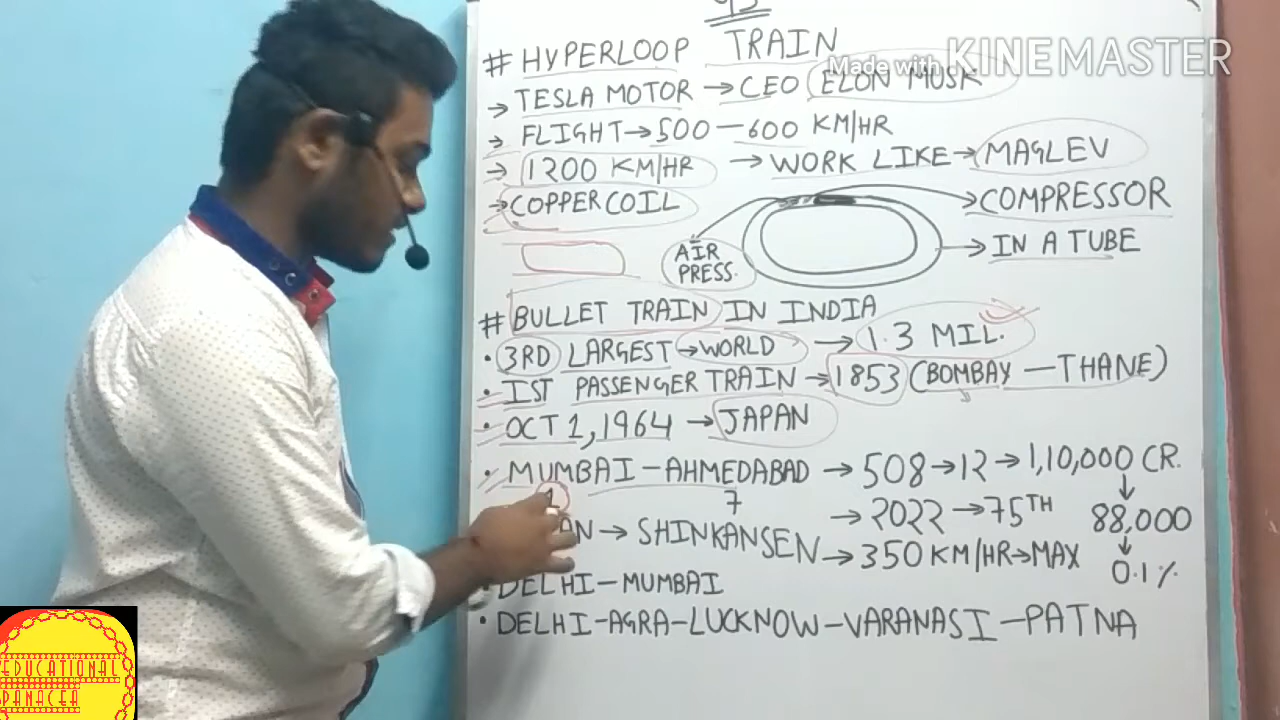 93
# HYPERLOOP TRAIN
Made with KINEMASTER
→ TESLA MOTOR → CEO ELON MUSK
→ FLIGHT → 500 – 600 KM/HR
→ 1200 KM/HR → WORK LIKE → MAGLEV
→ COPPER COIL
COMPRESSOR
AIR PRESS.
IN A TUBE
# BULLET TRAIN IN INDIA
• 3RD LARGEST → WORLD → 1.3 MIL.
• IST PASSENGER TRAIN → 1853 (BOMBAY – THANE)
• OCT 1, 1964 → JAPAN
• MUMBAI – AHMEDABAD → 508 → 12 → 1,10,000 CR.
1 7 → 2022 → 75TH 88,000
AN → SHINKANSEN → 350 KM/HR → MAX 0.1 %.
• DELHI – MUMBAI
• DELHI – AGRA – LUCKNOW – VARANASI – PATNA
EDUCATIONAL
PANACEA